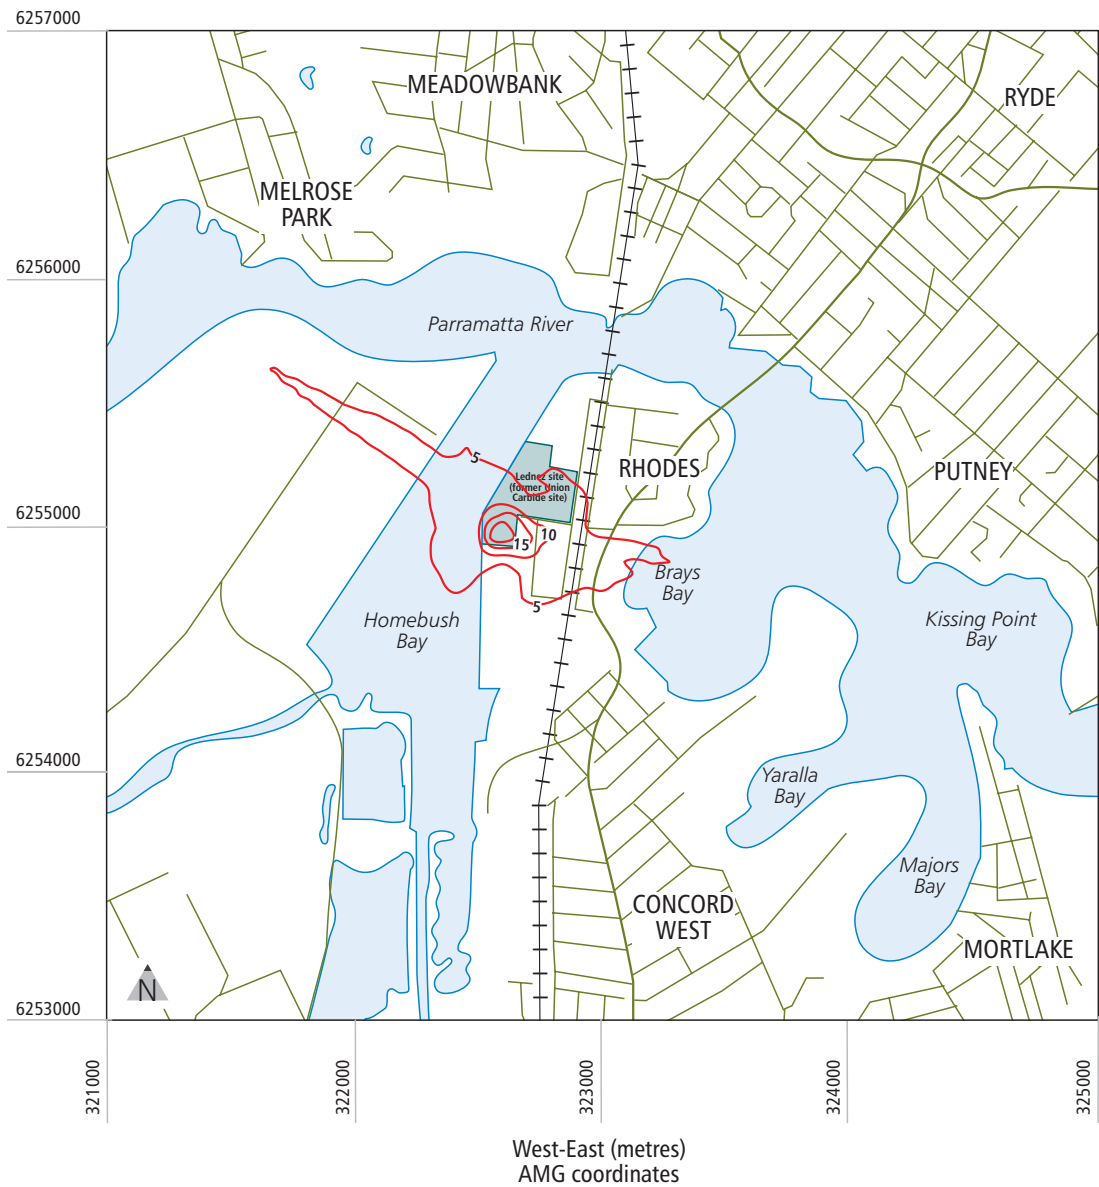 6257000
MEADOWBANK
RYDE
MELROSE
PARK
6256000
Parramatta River
5
Lednez site
(former Union
Carbide site)
RHODES
PUTNEY
6255000
10
15
Brays
Bay
5
Homebush
Bay
Kissing Point
Bay
6254000
Yaralla
Bay
Majors
Bay
CONCORD
WEST
MORTLAKE
N
6253000
321000
322000
323000
324000
325000
West-East (metres)
AMG coordinates